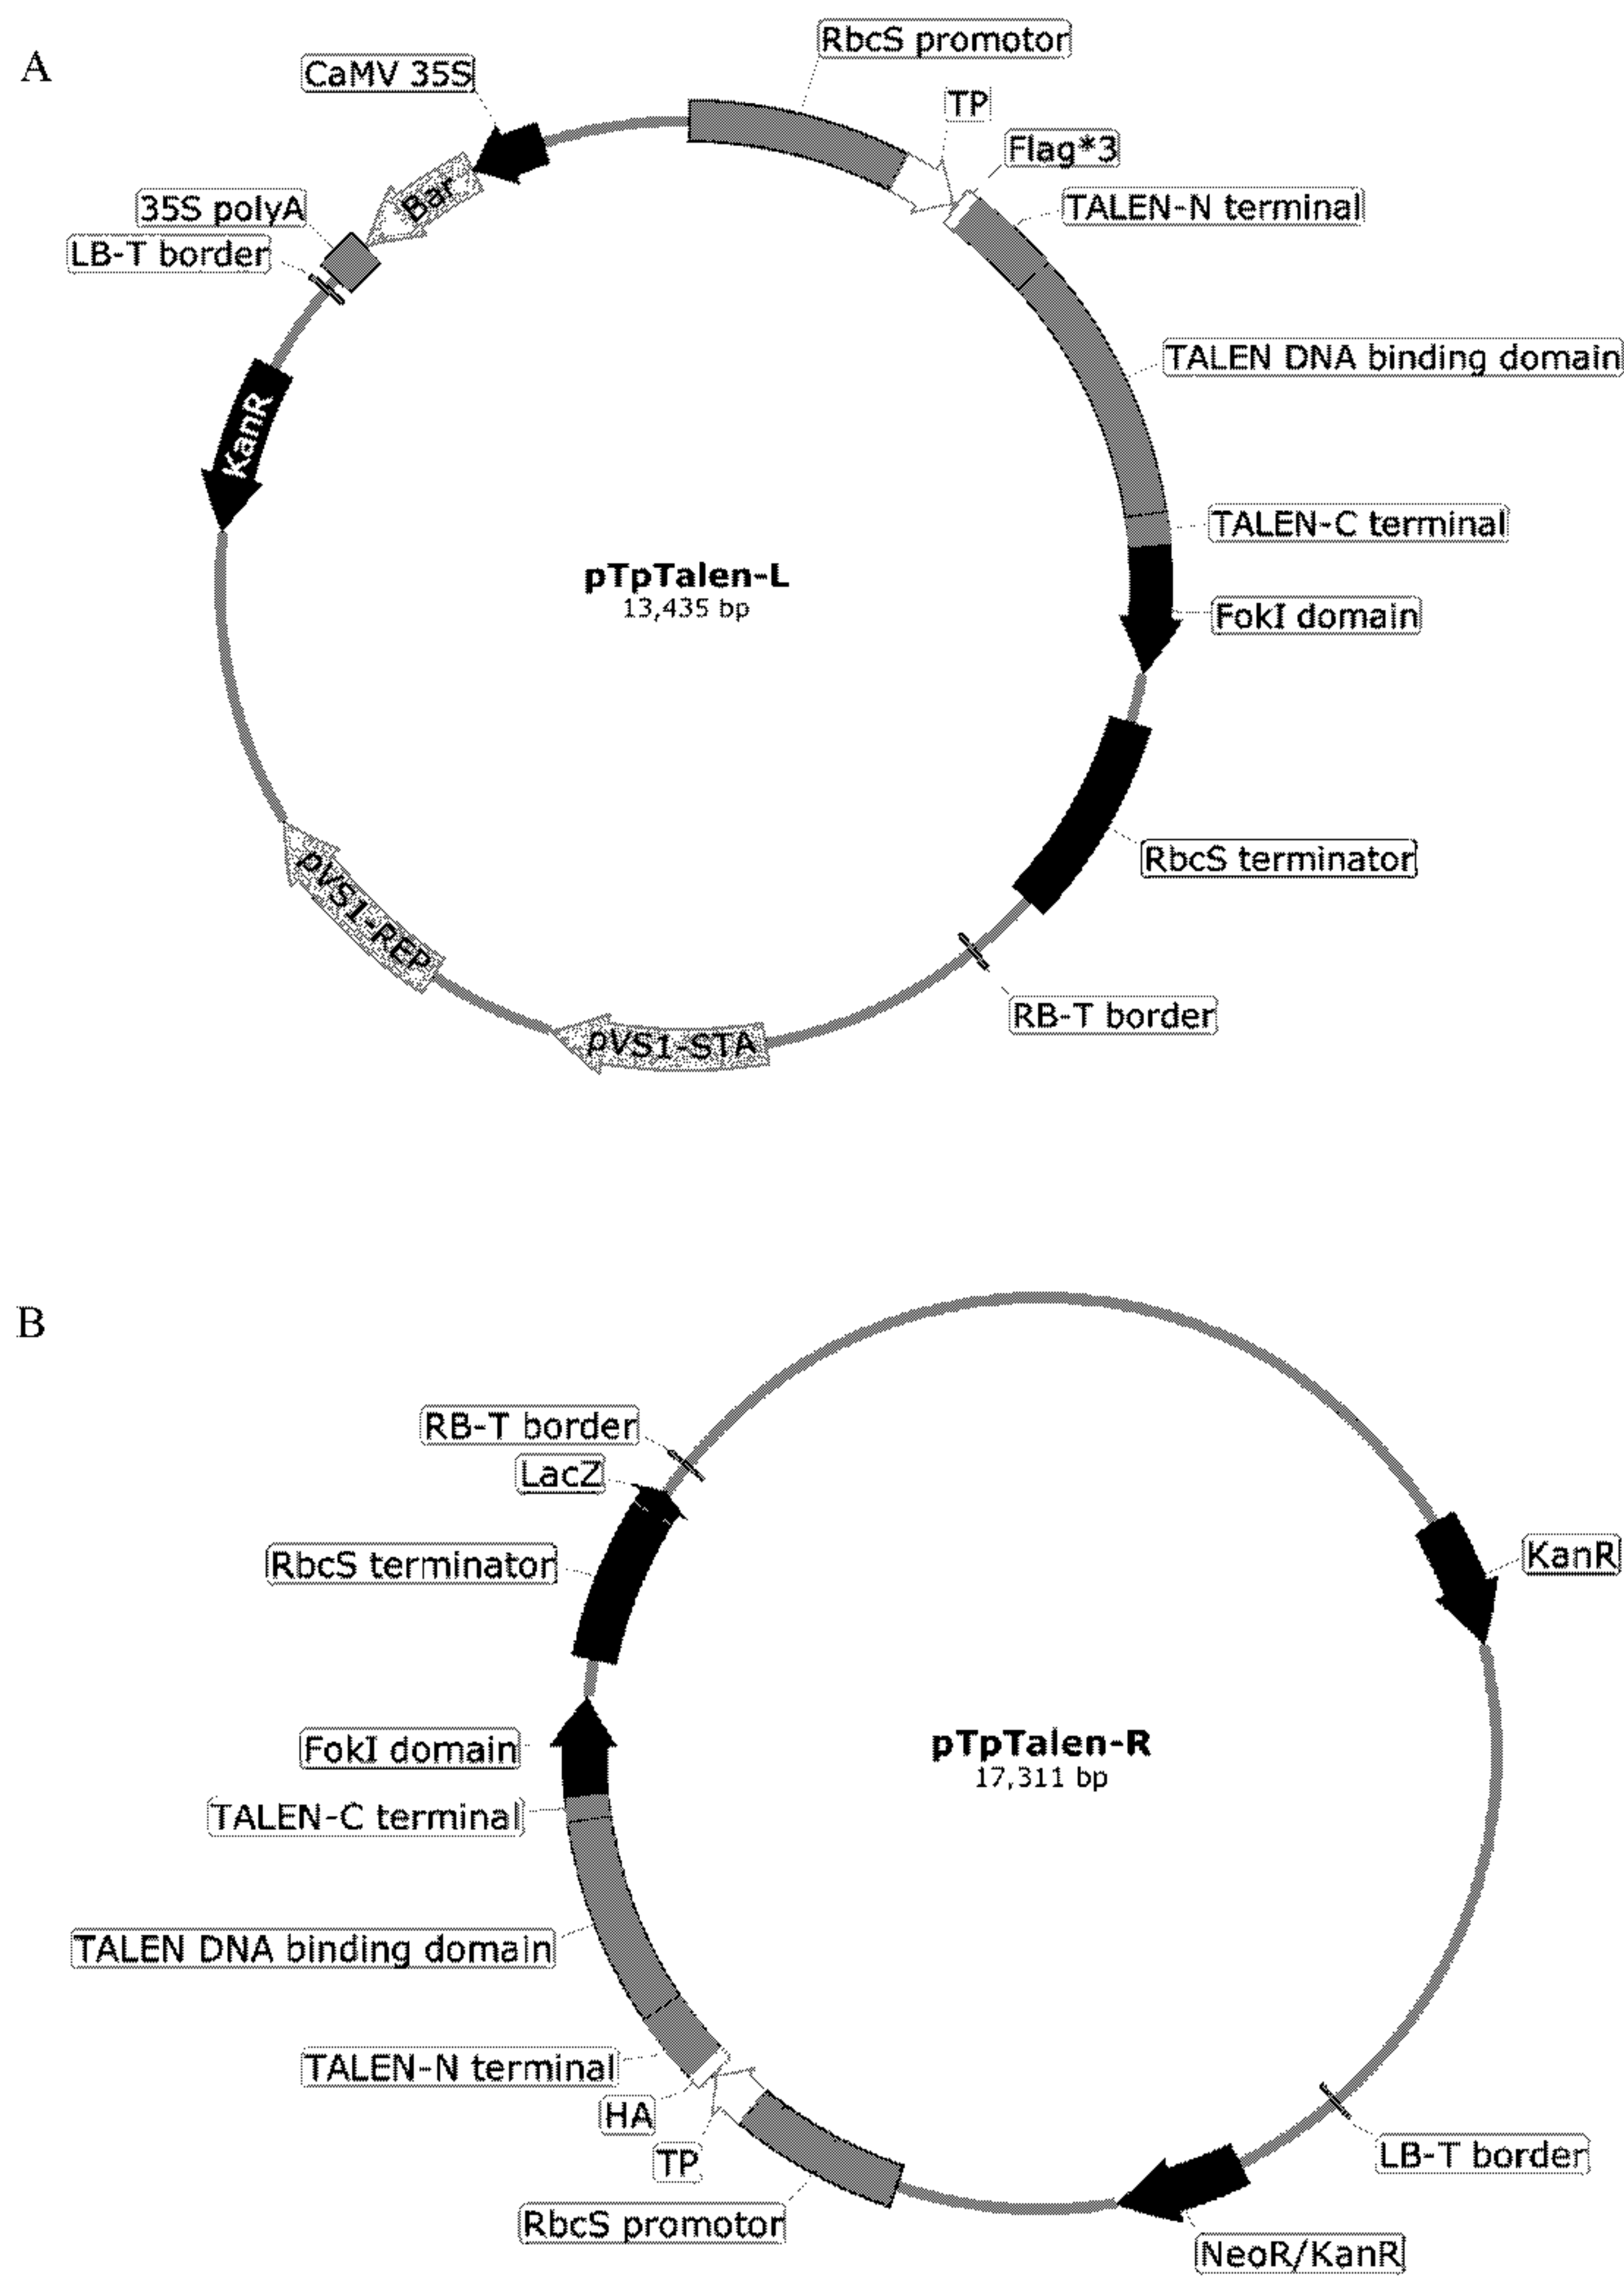 A
RbcS promotor
CaMV 35S
TP
Flag*3
Bar
35S polyA
TALEN-N terminal
LB-T border
TALEN DNA binding domain
KanR
TALEN-C terminal
pTpTalen-L
13,435 bp
FokI domain
RbcS terminator
pVS1-REP
RB-T border
pVS1-STA
B
RB-T border
LacZ
KanR
RbcS terminator
pTpTalen-R
17,311 bp
FokI domain
TALEN-C terminal
TALEN DNA binding domain
TALEN-N terminal
HA
LB-T border
TP
RbcS promotor
NeoR/KanR